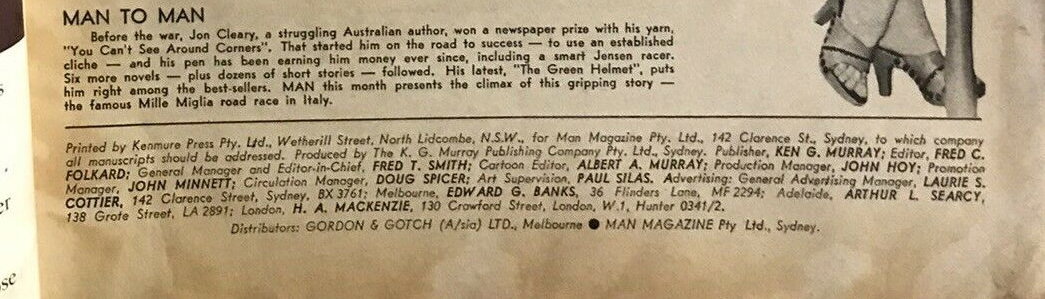 MAN TO MAN
Before the war, Jon Cleary, a struggling Australian author, won a newspaper prize with his yarn,
"You Can't See Around Corners". That started him on the road to success — to use an established
cliche — and his pen has been earning him money ever since, including a smart Jensen racer.
Six more novels — plus dozens of short stories — followed. His latest, "The Green Helmet", puts
him right among the best-sellers. MAN this month presents the climax of this gripping story —
the famous Mille Miglia road race in Italy.
Printed by Kenmure Press Pty. Ltd., Wetherill Street, North Lidcombe, N.S.W., for Man Magazine Pty. Ltd., 142 Clarence St., Sydney, to which company
all manuscripts should be addressed. Produced by The K. G. Murray Publishing Company Pty. Ltd., Sydney. Publisher, KEN G. MURRAY; Editor, FRED C.
FOLKARD; General Manager and Editor-in-Chief, FRED T. SMITH; Cartoon Editor, ALBERT A. MURRAY; Production Manager, JOHN HOY; Promotion
Manager, JOHN MINNETT; Circulation Manager, DOUG SPICER; Art Supervision, PAUL SILAS. Advertising: General Advertising Manager, LAURIE S.
COTTIER, 142 Clarence Street, Sydney, BX 3761; Melbourne, EDWARD G. BANKS, 36 Flinders Lane, MF 2294; Adelaide, ARTHUR L. SEARCY,
138 Grote Street, LA 2891; London, H. A. MACKENZIE, 130 Crawford Street, London, W.1, Hunter 0341/2.
Distributors: GORDON & GOTCH (A/sia) LTD., Melbourne ● MAN MAGAZINE Pty Ltd., Sydney.